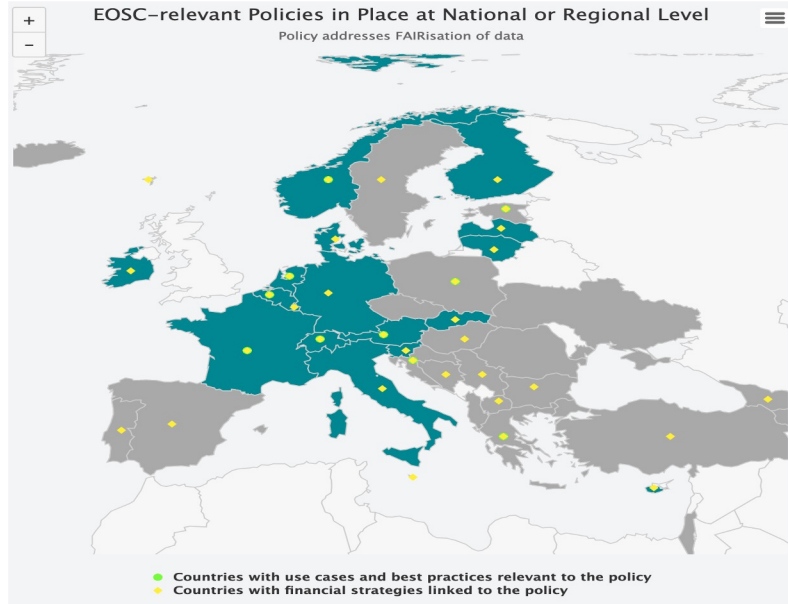 EOSC-relevant Policies in Place at National or Regional Level
Policy addresses FAIRisation of data
+
−
Countries with use cases and best practices relevant to the policy
Countries with financial strategies linked to the policy